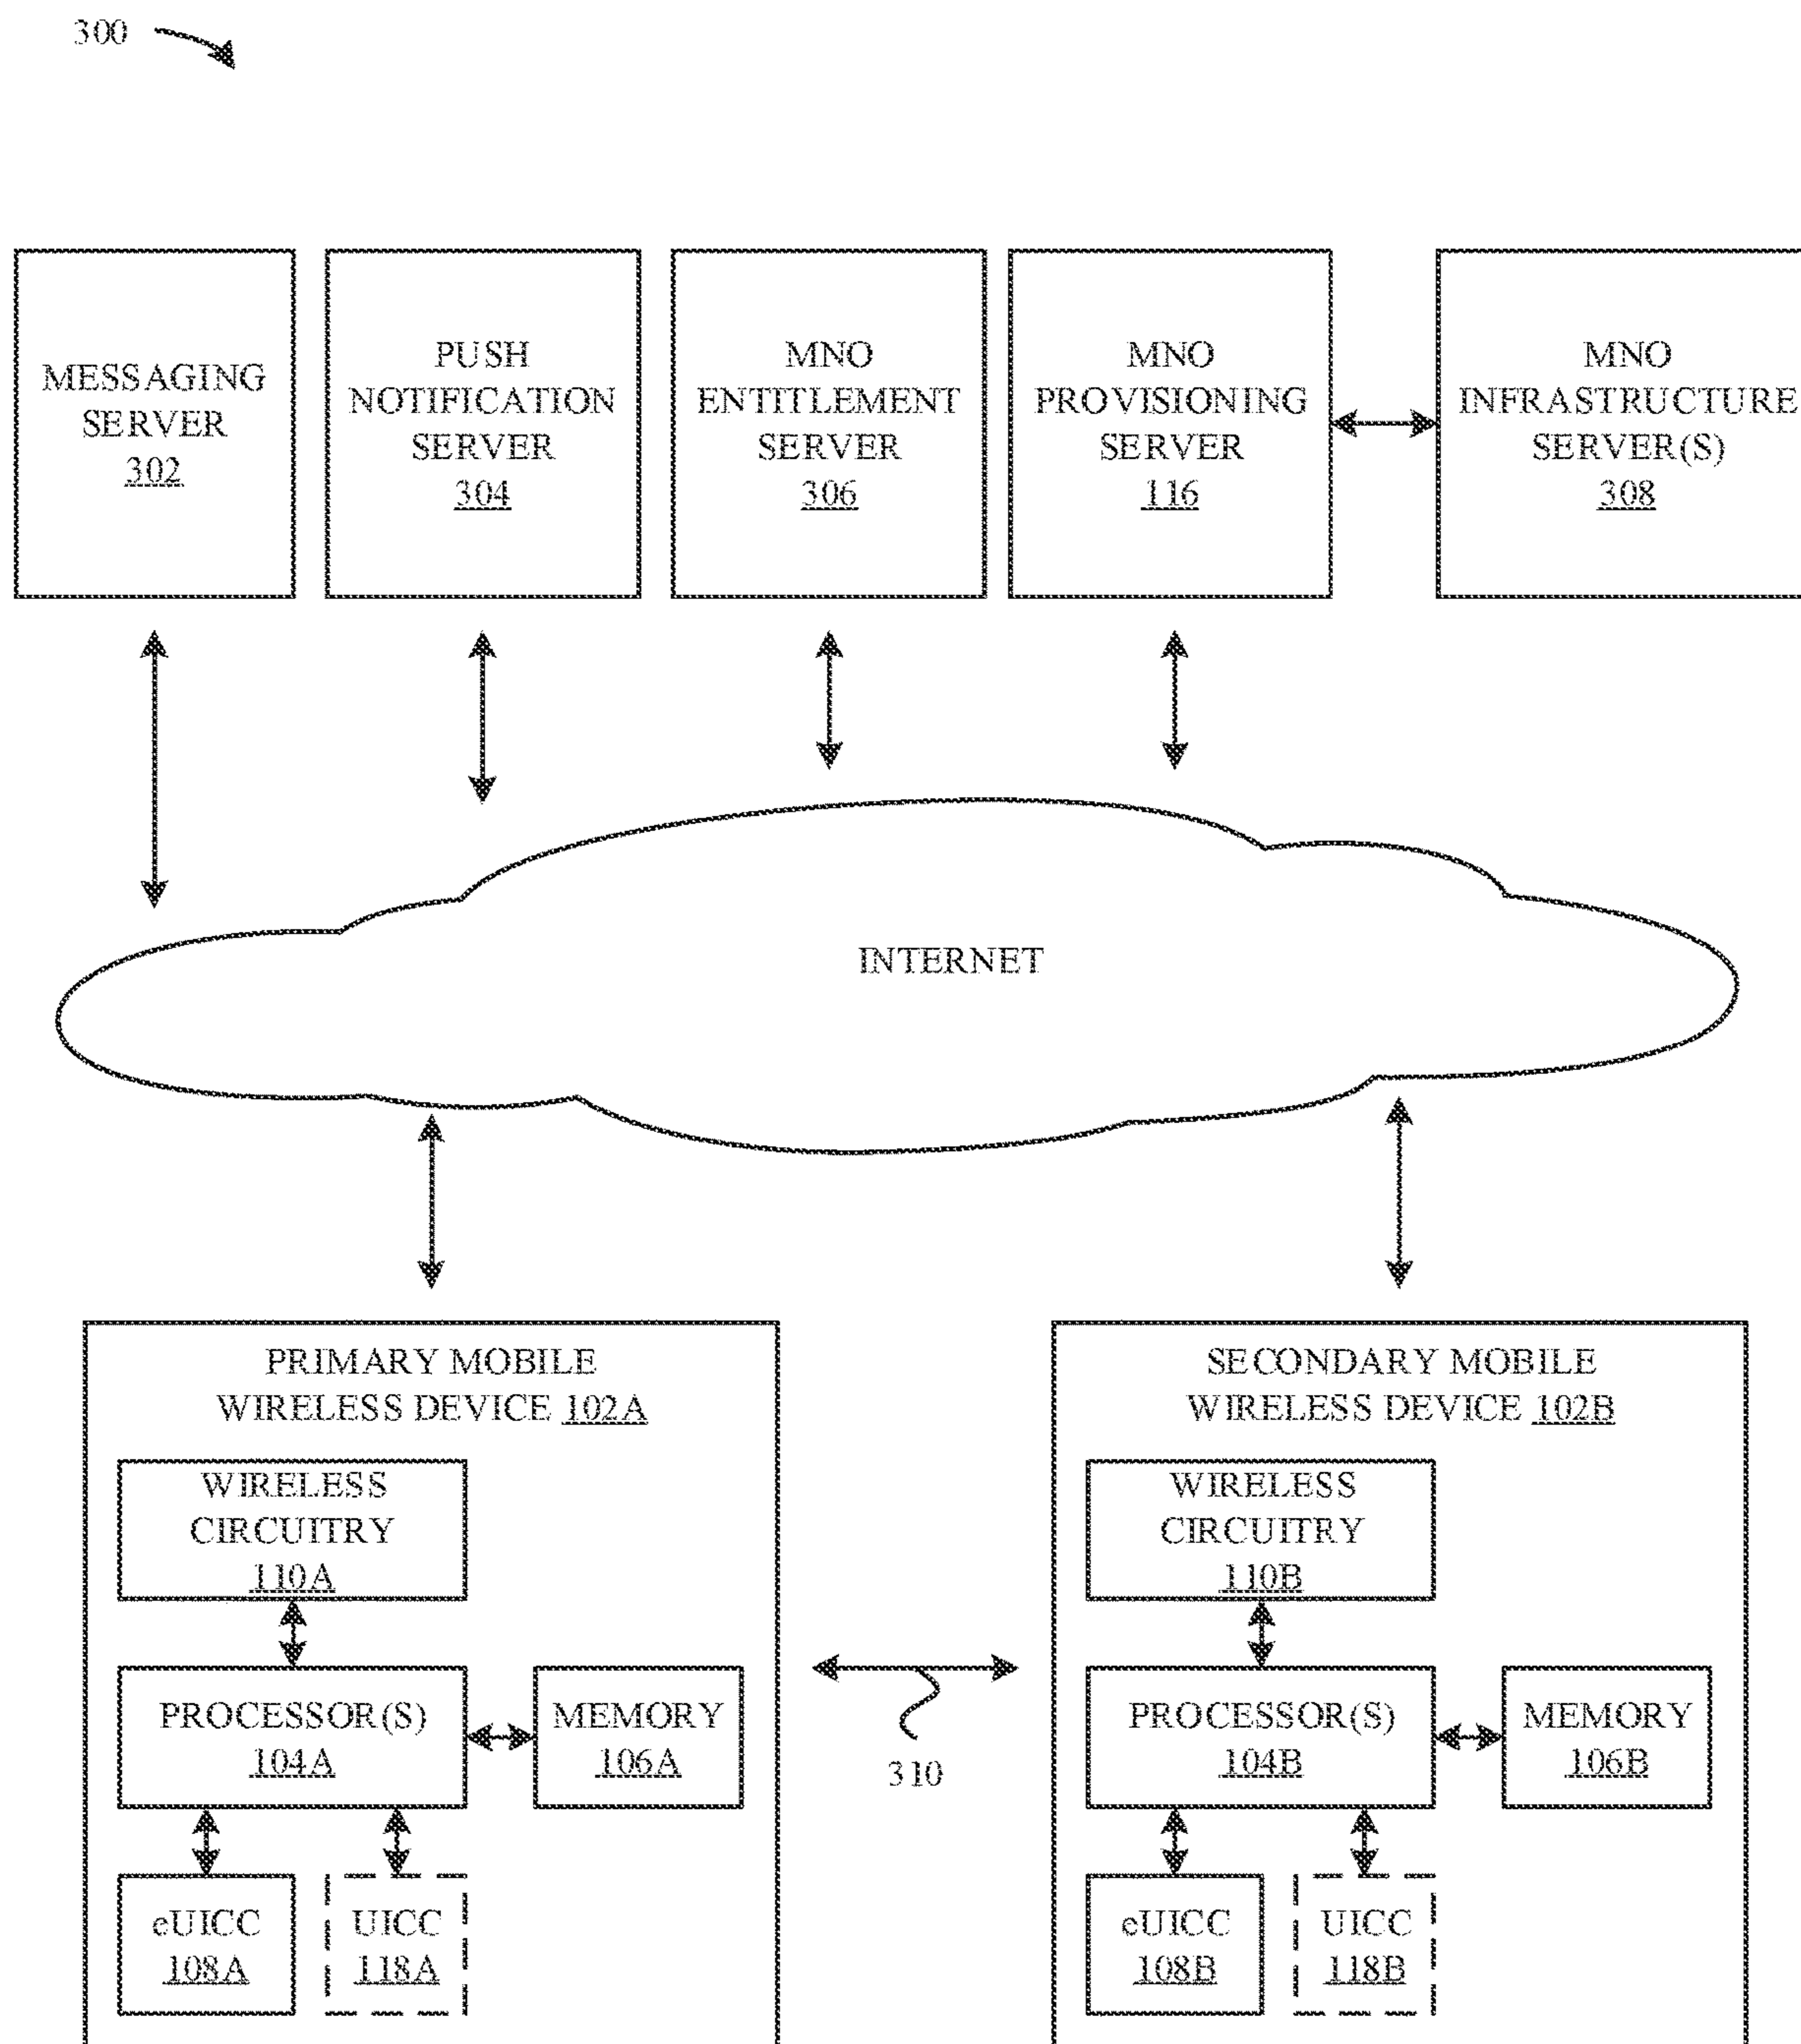 300
MESSAGING
SERVER
302
PUSH
NOTIFICATION
SERVER
304
MNO
ENTITLEMENT
SERVER
306
MNO
PROVISIONING
SERVER
116
MNO
INFRASTRUCTURE
SERVER(S)
308
INTERNET
PRIMARY MOBILE
WIRELESS DEVICE 102A
WIRELESS
CIRCUITRY
110A
PROCESSOR(S)
104A
MEMORY
106A
eUICC
108A
UICC
118A
310
SECONDARY MOBILE
WIRELESS DEVICE 102B
WIRELESS
CIRCUITRY
110B
PROCESSOR(S)
104B
MEMORY
106B
eUICC
108B
UICC
118B